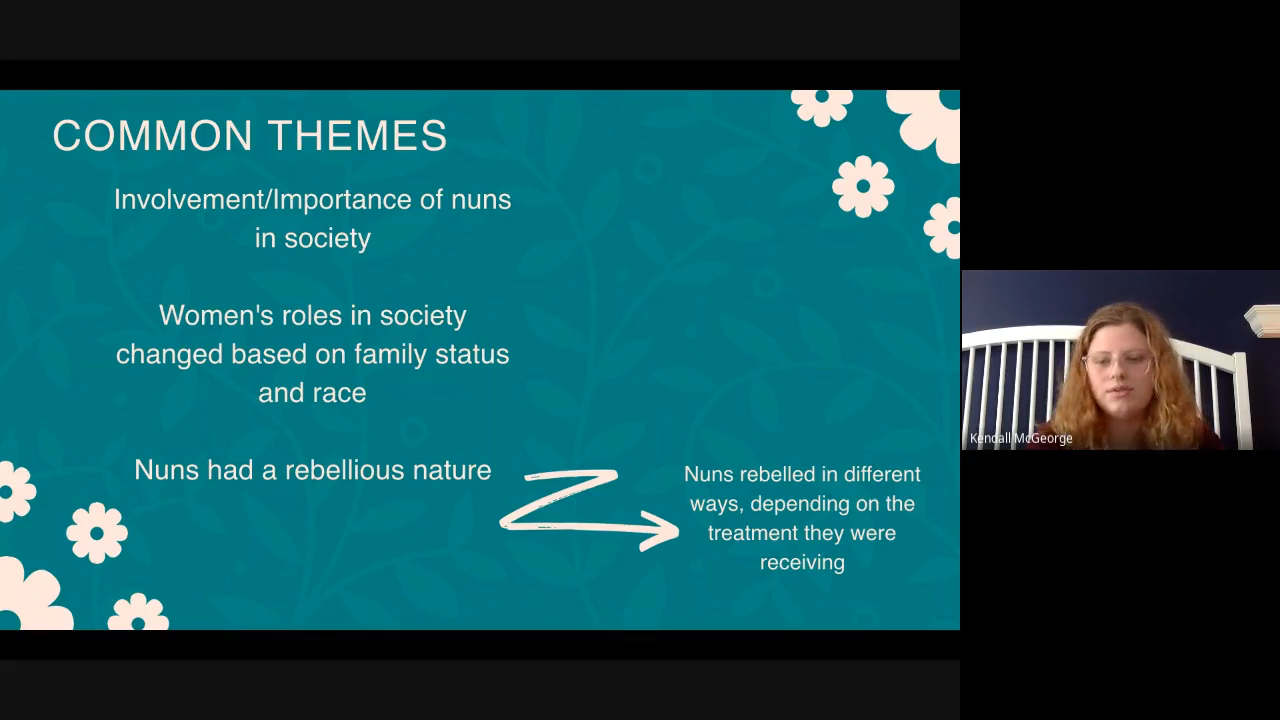 COMMON THEMES
Involvement/Importance of nuns
in society
Women's roles in society
changed based on family status
and race
Nuns had a rebellious nature
Nuns rebelled in different
ways, depending on the
treatment they were
receiving
Kendall McGeorge